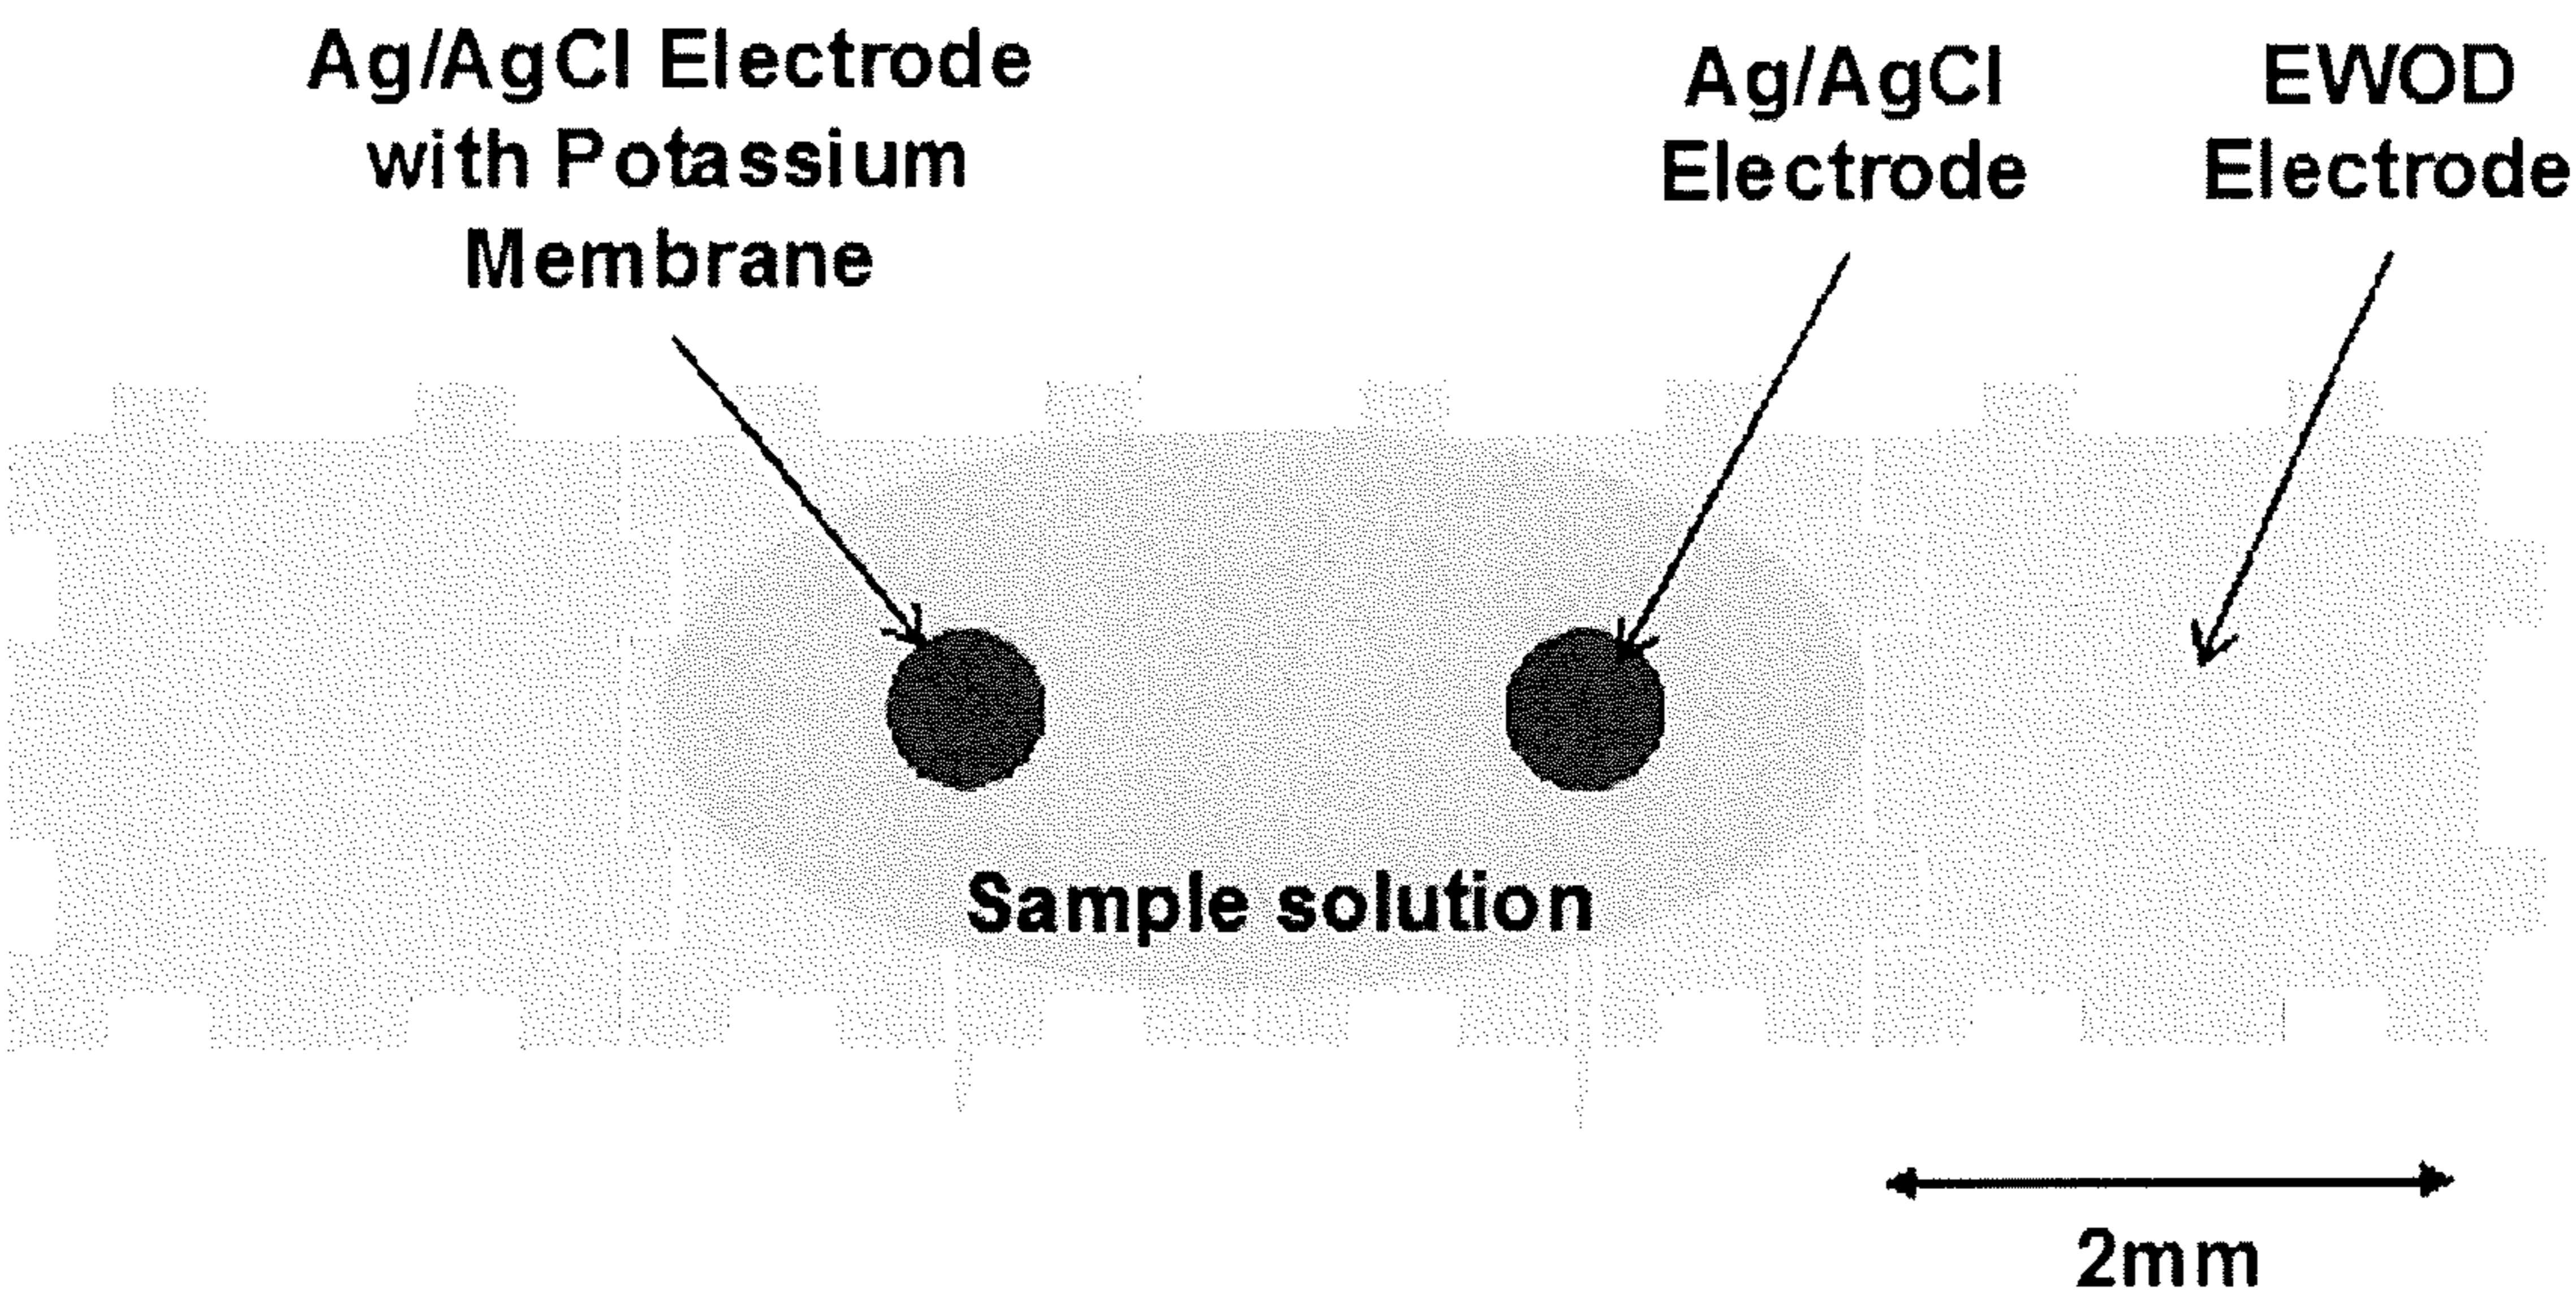 Ag/AgCl Electrode
with Potassium
Membrane
Ag/AgCl
Electrode
EWOD
Electrode
Sample solution
2mm